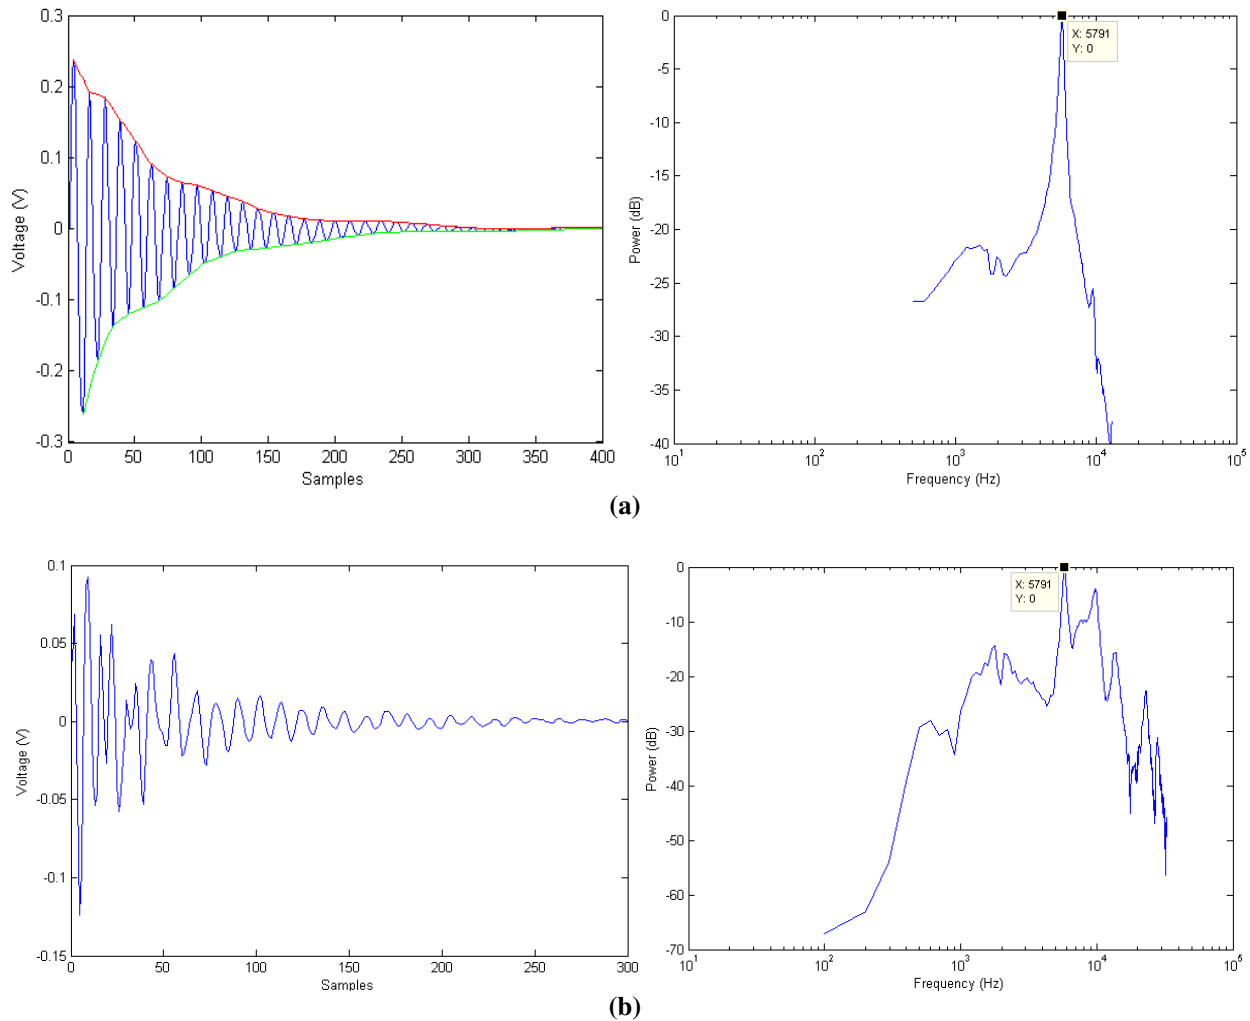 0.3
0.2
0.1
0
-0.1
-0.2
-0.3
Voltage (V)
0 50 100 150 200 250 300 350 400
Samples
0
-5
-10
-15
-20
-25
-30
-35
-40
Power (dB)
X: 5791
Y: 0
10^1 10^2 10^3 10^4 10^5
Frequency (Hz)
(a)
0.1
0.05
0
-0.05
-0.1
-0.15
Voltage (V)
0 50 100 150 200 250 300
Samples
0
-10
-20
-30
-40
-50
-60
-70
Power (dB)
X: 5791
Y: 0
10^1 10^2 10^3 10^4 10^5
Frequency (Hz)
(b)